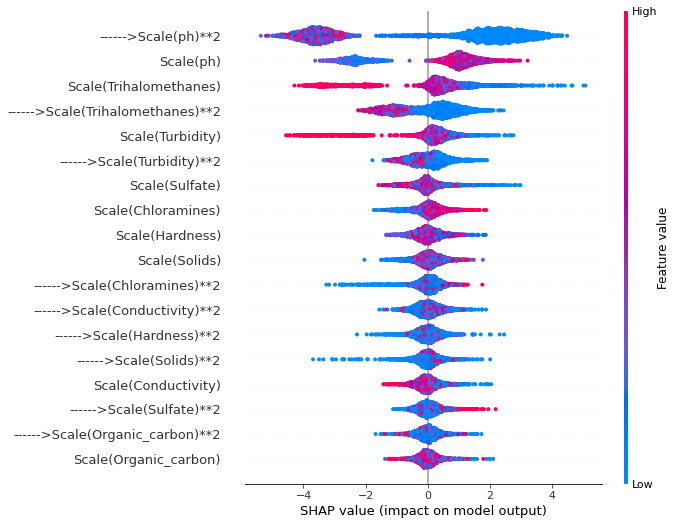 High
------>Scale(ph)**2
Scale(ph)
Scale(Trihalomethanes)
------>Scale(Trihalomethanes)**2
Scale(Turbidity)
------>Scale(Turbidity)**2
Scale(Sulfate)
Scale(Chloramines)
Scale(Hardness)
Scale(Solids)
------>Scale(Chloramines)**2
------>Scale(Conductivity)**2
------>Scale(Hardness)**2
------>Scale(Solids)**2
Scale(Conductivity)
------>Scale(Sulfate)**2
------>Scale(Organic_carbon)**2
Scale(Organic_carbon)
Feature value
Low
−4 −2 0 2 4
SHAP value (impact on model output)